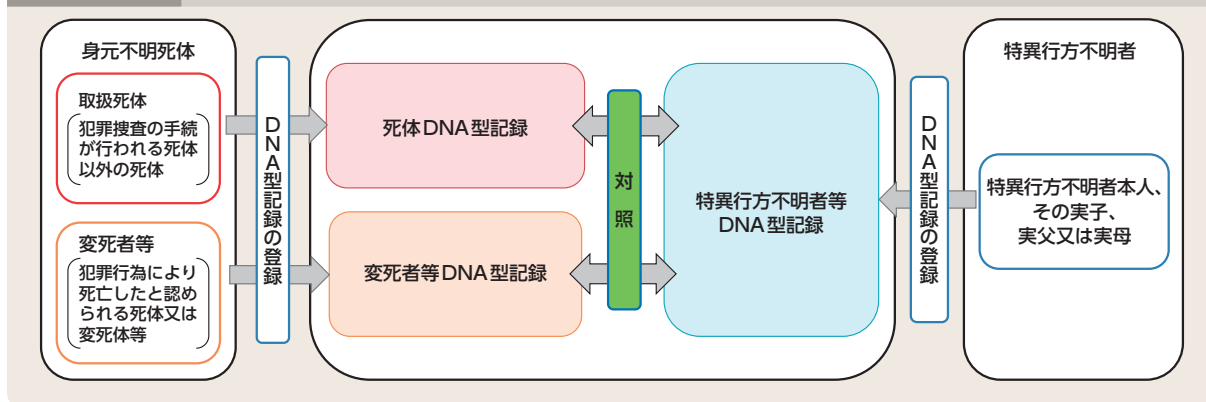 身元不明死体
取扱死体
犯罪捜査の手続
が行われる死体
以外の死体
変死者等
犯罪行為により
死亡したと認め
られる死体又は
変死体等
DNA型記録の登録
死体DNA型記録
変死者等DNA型記録
対照
特異行方不明者等
DNA型記録
DNA型記録の登録
特異行方不明者
特異行方不明者本人、
その実子、
実父又は実母